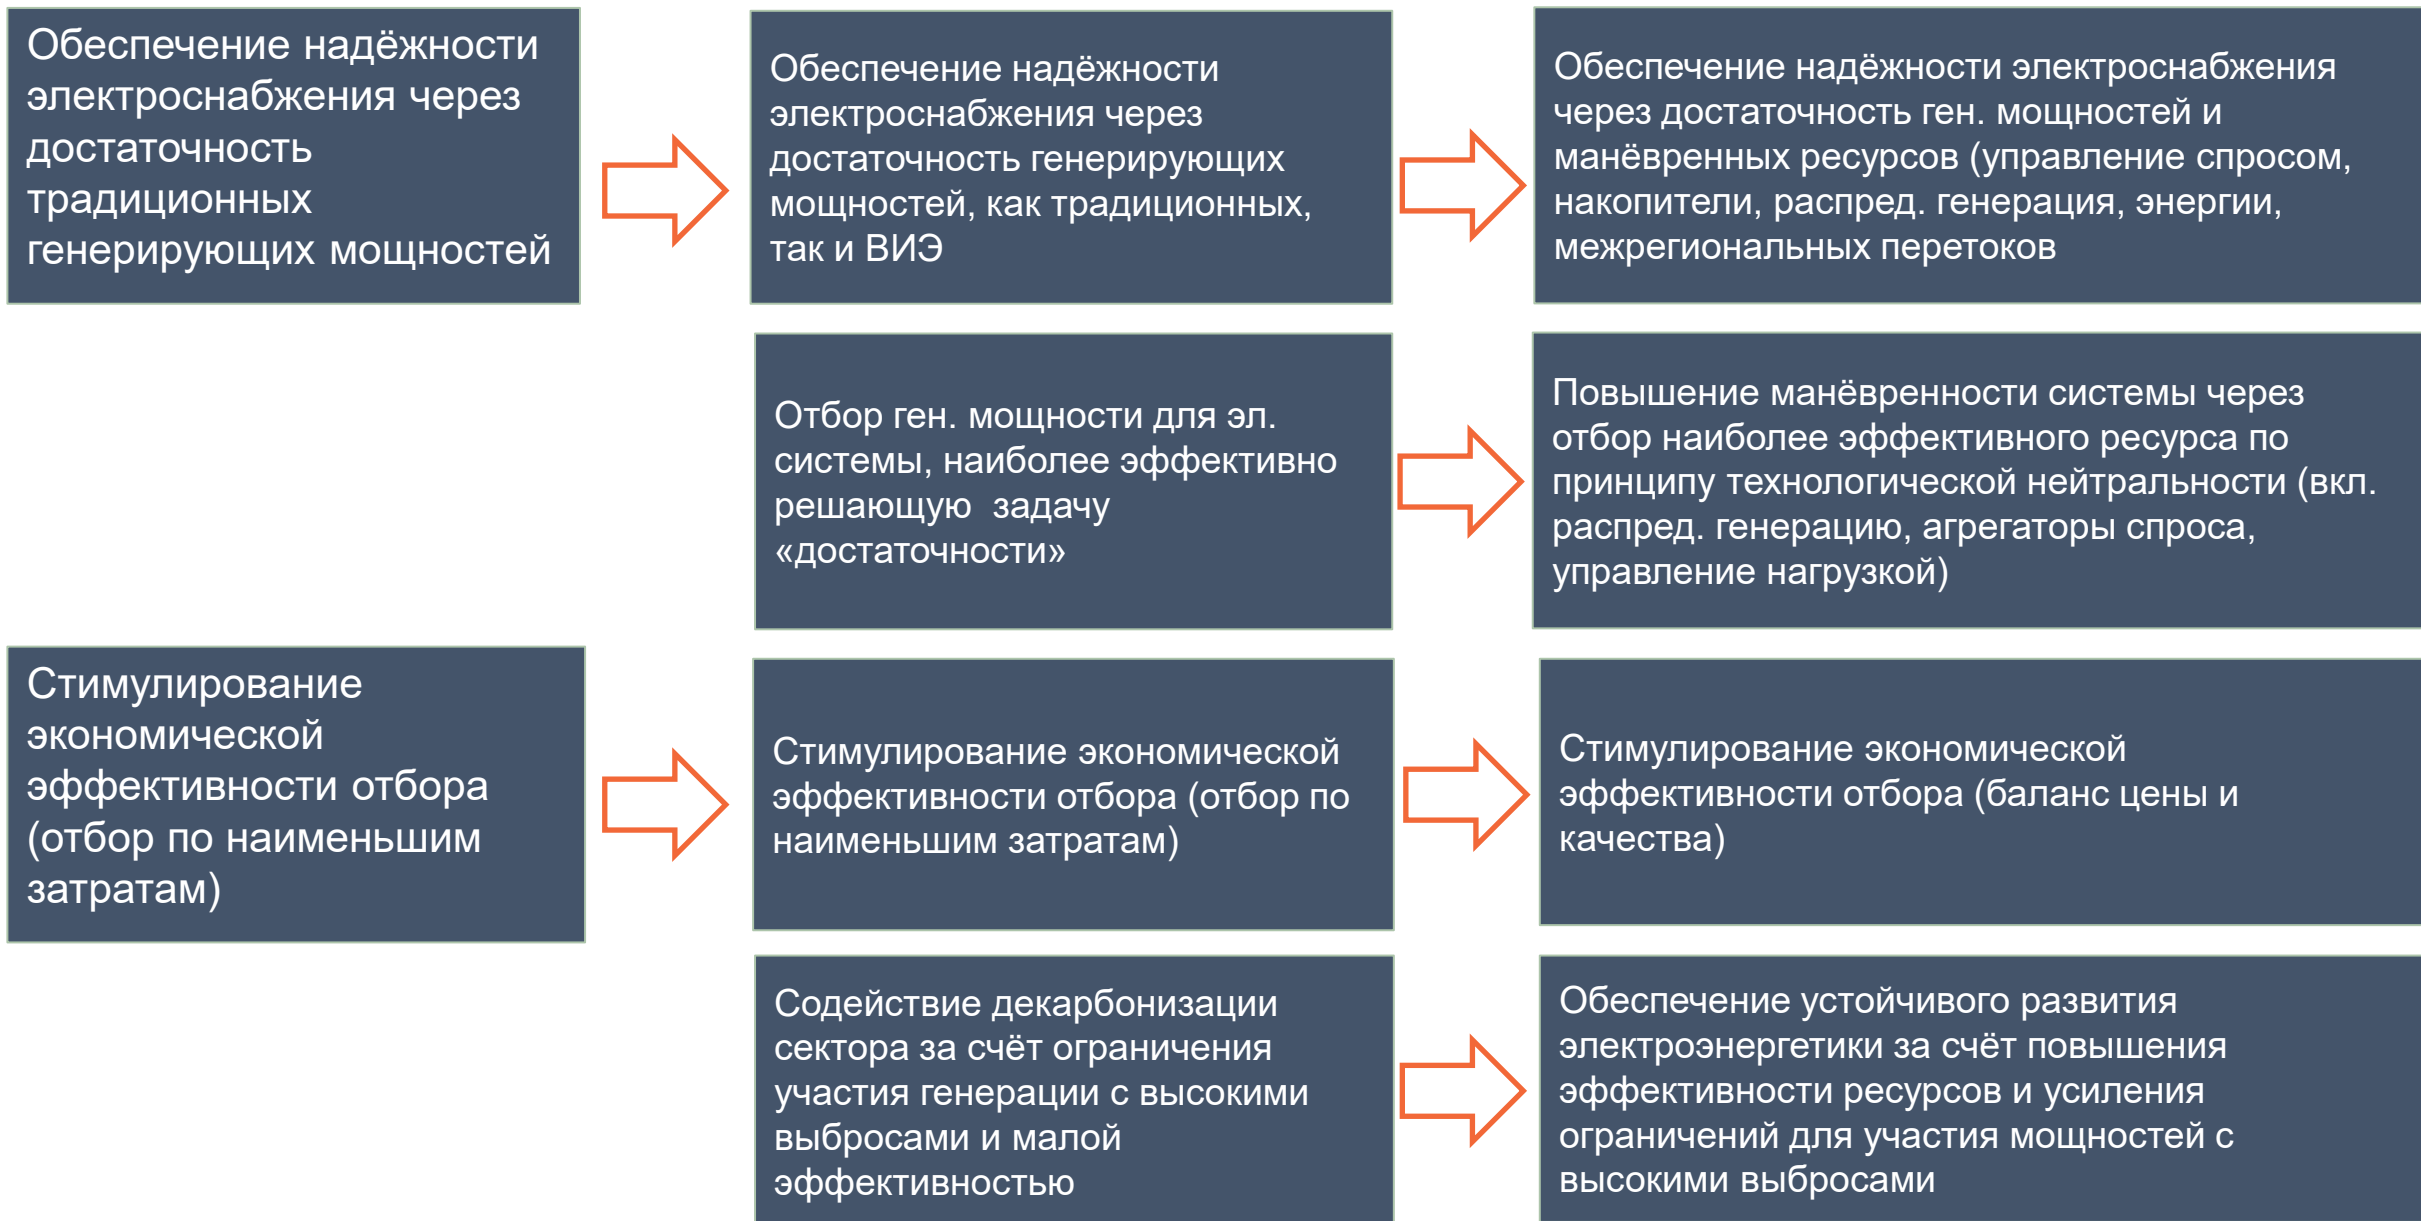 Обеспечение надёжности
электроснабжения через
достаточность
традиционных
генерирующих мощностей
Обеспечение надёжности
электроснабжения через
достаточность генерирующих
мощностей, как традиционных,
так и ВИЭ
Обеспечение надёжности электроснабжения
через достаточность ген. мощностей и
манёвренных ресурсов (управление спросом,
накопители, распред. генерация, энергии,
межрегиональных перетоков
Отбор ген. мощности для эл.
системы, наиболее эффективно
решающую  задачу
«достаточности»
Повышение манёвренности системы через
отбор наиболее эффективного ресурса по
принципу технологической нейтральности (вкл.
распред. генерацию, агрегаторы спроса,
управление нагрузкой)
Стимулирование
экономической
эффективности отбора
(отбор по наименьшим
затратам)
Стимулирование экономической
эффективности отбора (отбор по
наименьшим затратам)
Стимулирование экономической
эффективности отбора (баланс цены и
качества)
Содействие декарбонизации
сектора за счёт ограничения
участия генерации с высокими
выбросами и малой
эффективностью
Обеспечение устойчивого развития
электроэнергетики за счёт повышения
эффективности ресурсов и усиления
ограничений для участия мощностей с
высокими выбросами